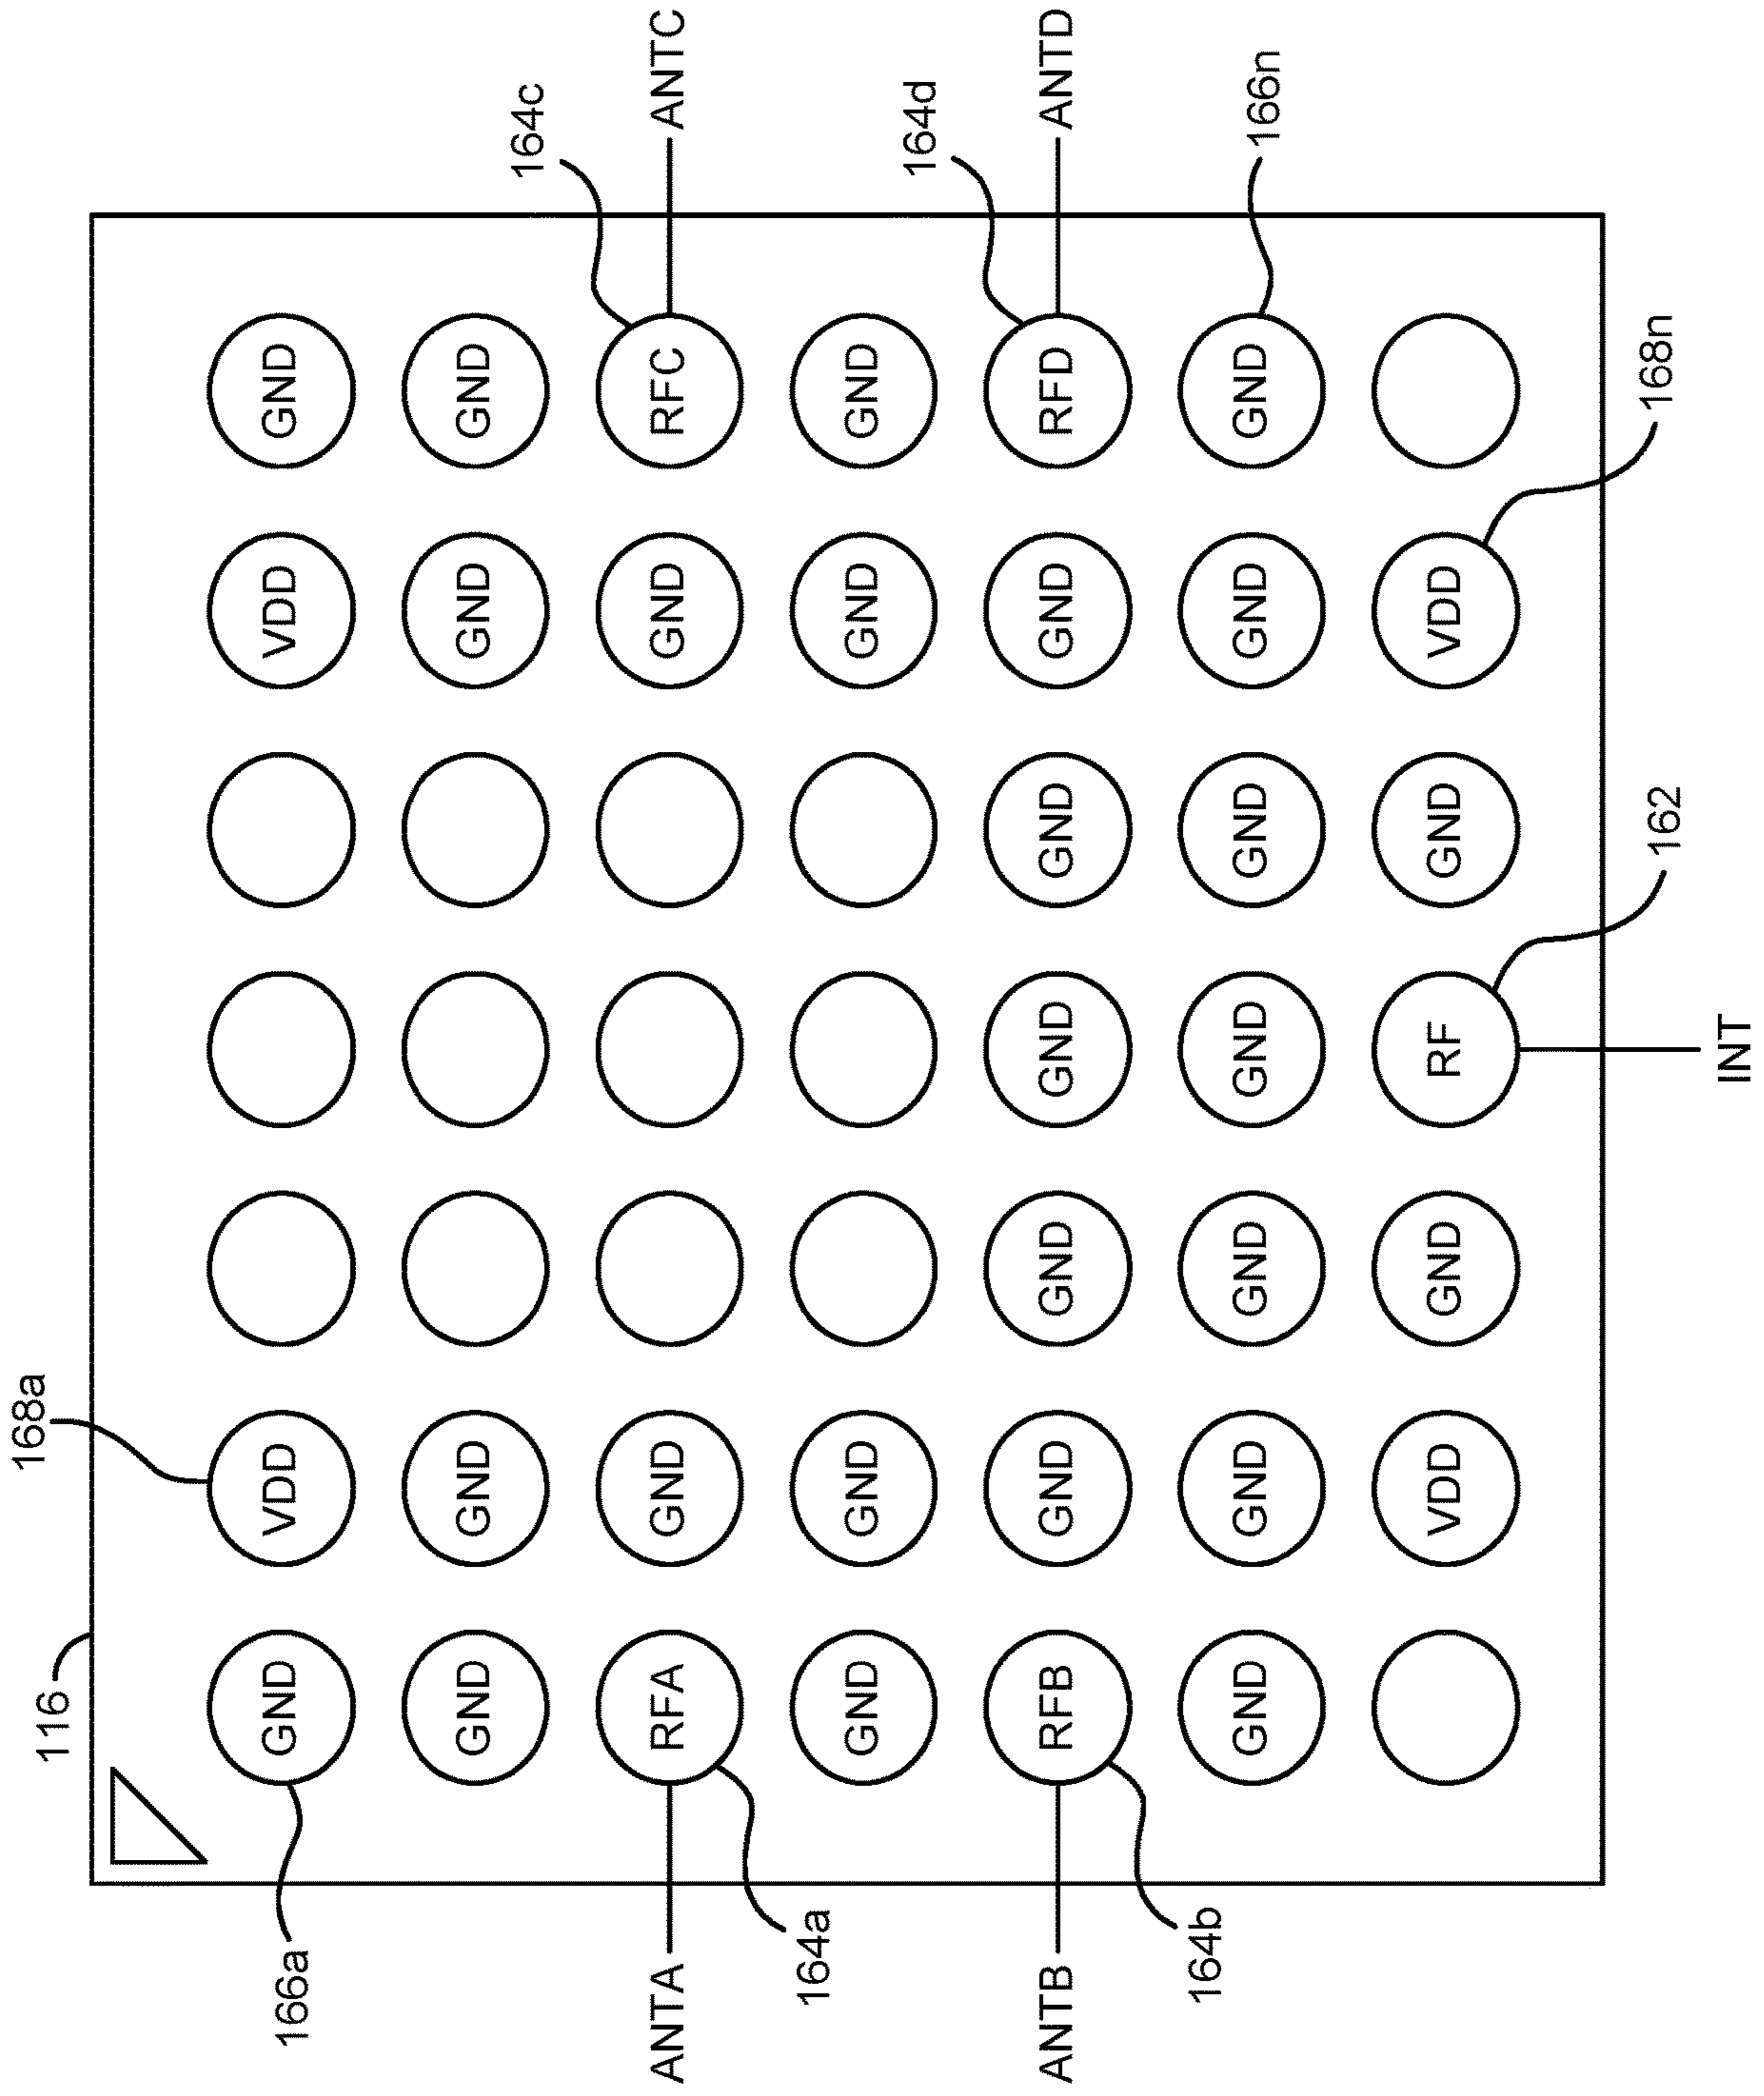 116
168a
166a GND VDD VDD GND
GND GND GND GND
164c
ANTA RFA GND GND RFC ANTC
164a
GND GND GND GND
164d
ANTB RFB GND GND GND GND GND RFD ANTD
164b
GND GND GND GND GND GND GND 166n
VDD GND RF GND VDD
162
168n
INT